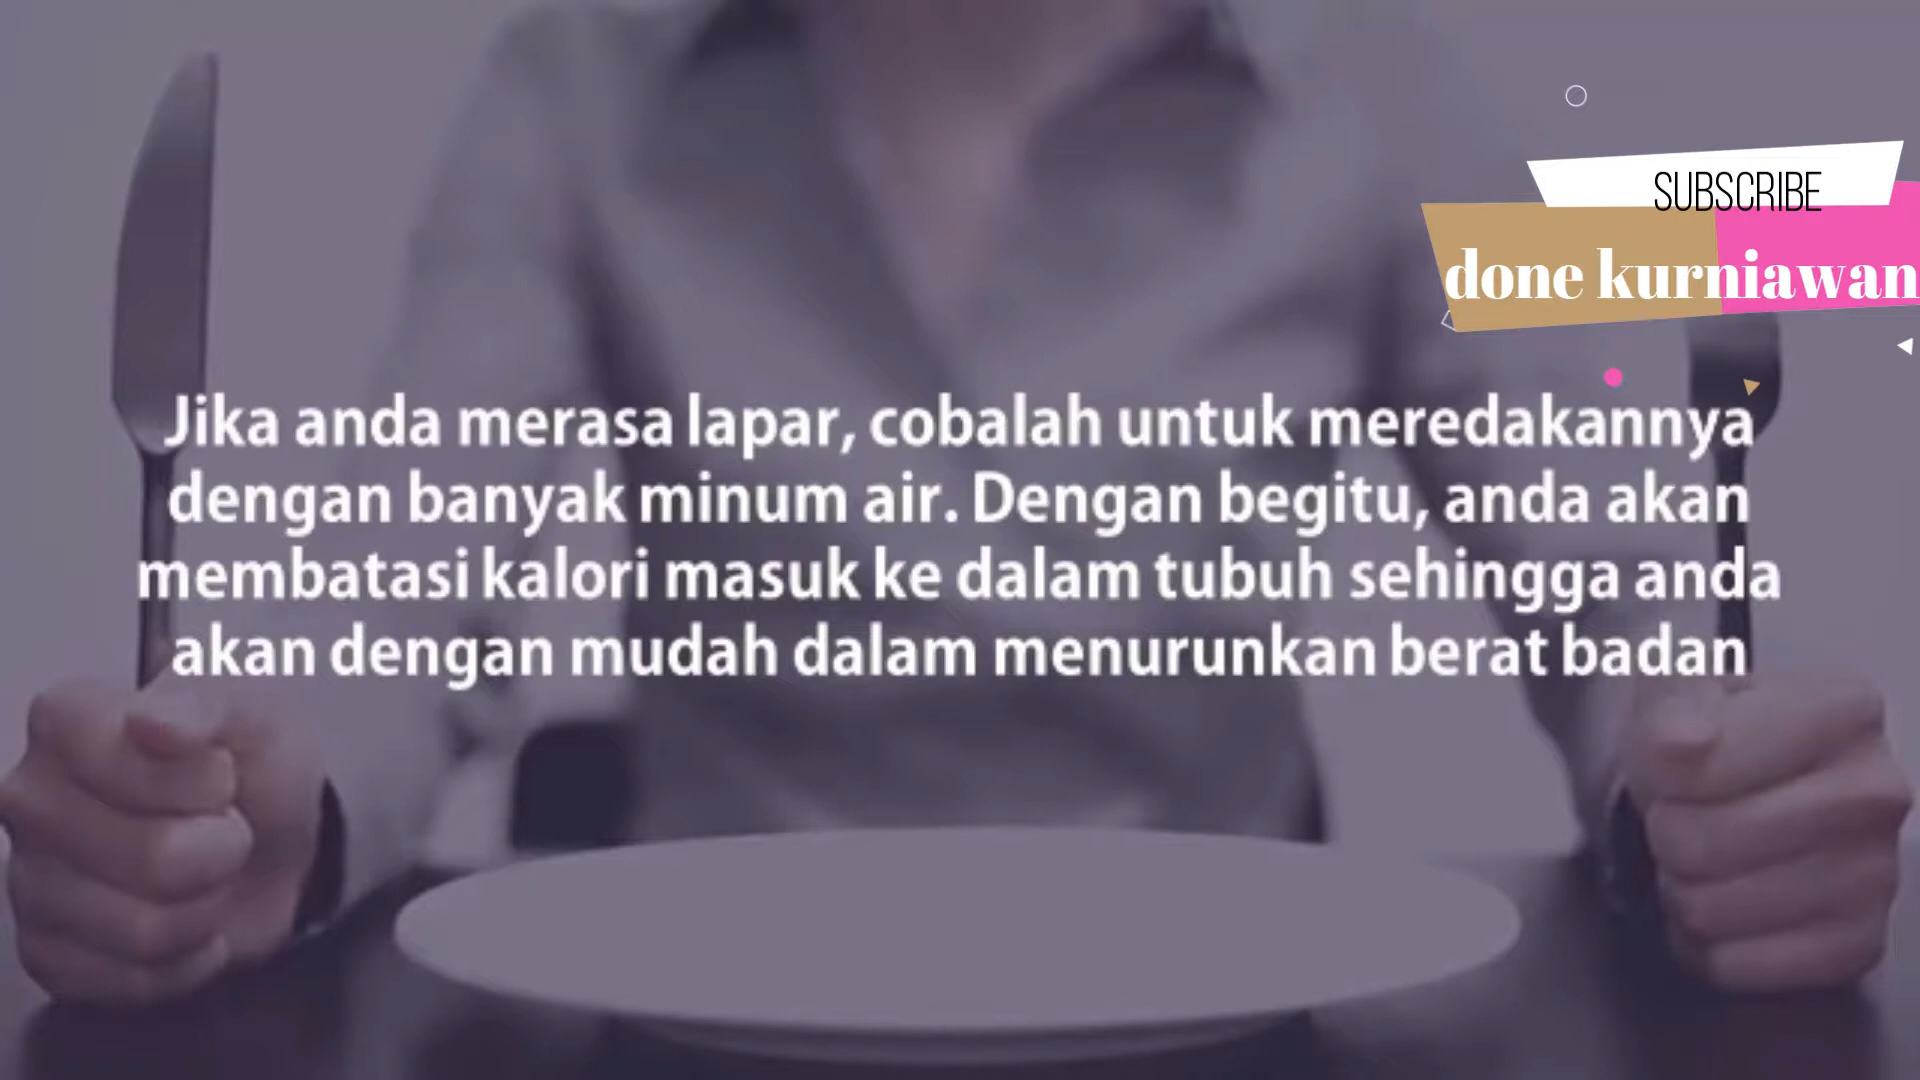 SUBSCRIBE
done kurniawan
Jika anda merasa lapar, cobalah untuk meredakannya
dengan banyak minum air. Dengan begitu, anda akan
membatasi kalori masuk ke dalam tubuh sehingga anda
akan dengan mudah dalam menurunkan berat badan